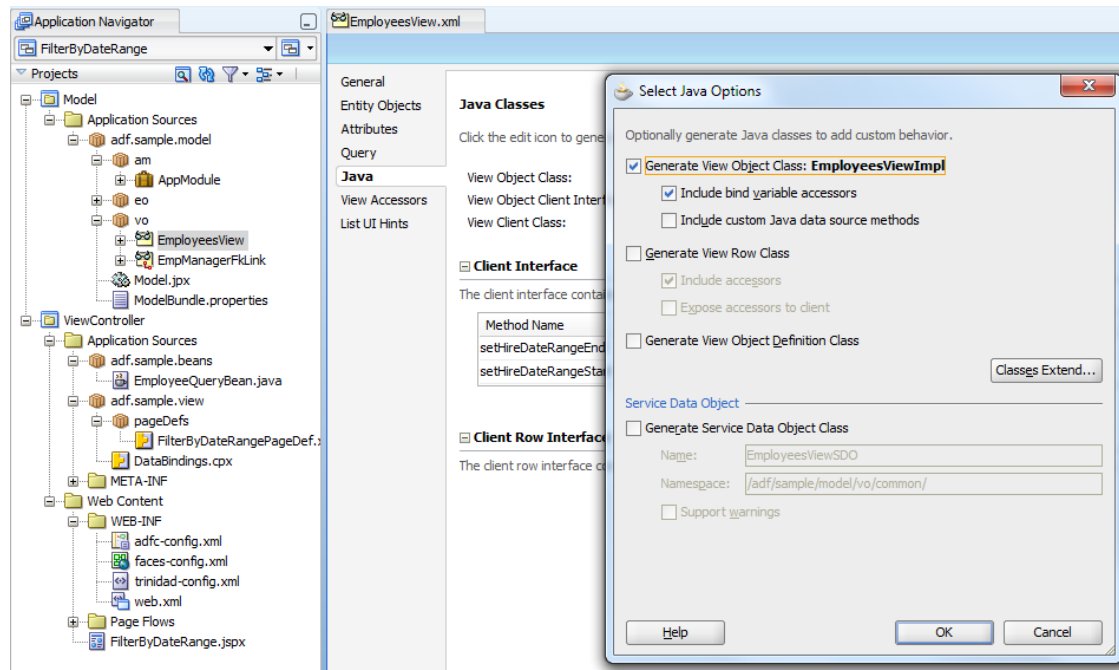 Application Navigator
FilterByDateRange
Projects
Model
Application Sources
adf.sample.model
am
AppModule
eo
vo
EmployeesView
EmpManagerFkLink
Model.jpx
ModelBundle.properties
ViewController
Application Sources
adf.sample.beans
EmployeeQueryBean.java
adf.sample.view
pageDefs
FilterByDateRangePageDef.x
DataBindings.cpx
META-INF
Web Content
WEB-INF
adfc-config.xml
faces-config.xml
trinidad-config.xml
web.xml
Page Flows
FilterByDateRange.jspx
EmployeesView.xml
General
Entity Objects
Attributes
Query
Java
View Accessors
List UI Hints
Java Classes
Click the edit icon to gene
View Object Class:
View Object Client Interf
View Client Class:
Client Interface
The client interface contai
Method Name
setHireDateRangeEnd
setHireDateRangeStar
Client Row Interface
The client row interface co
Select Java Options
Optionally generate Java classes to add custom behavior.
Generate View Object Class: EmployeesViewImpl
Include bind variable accessors
Include custom Java data source methods
Generate View Row Class
Include accessors
Expose accessors to client
Generate View Object Definition Class
Classes Extend...
Service Data Object
Generate Service Data Object Class
Name: EmployeesViewSDO
Namespace: /adf/sample/model/vo/common/
Support warnings
Help OK Cancel